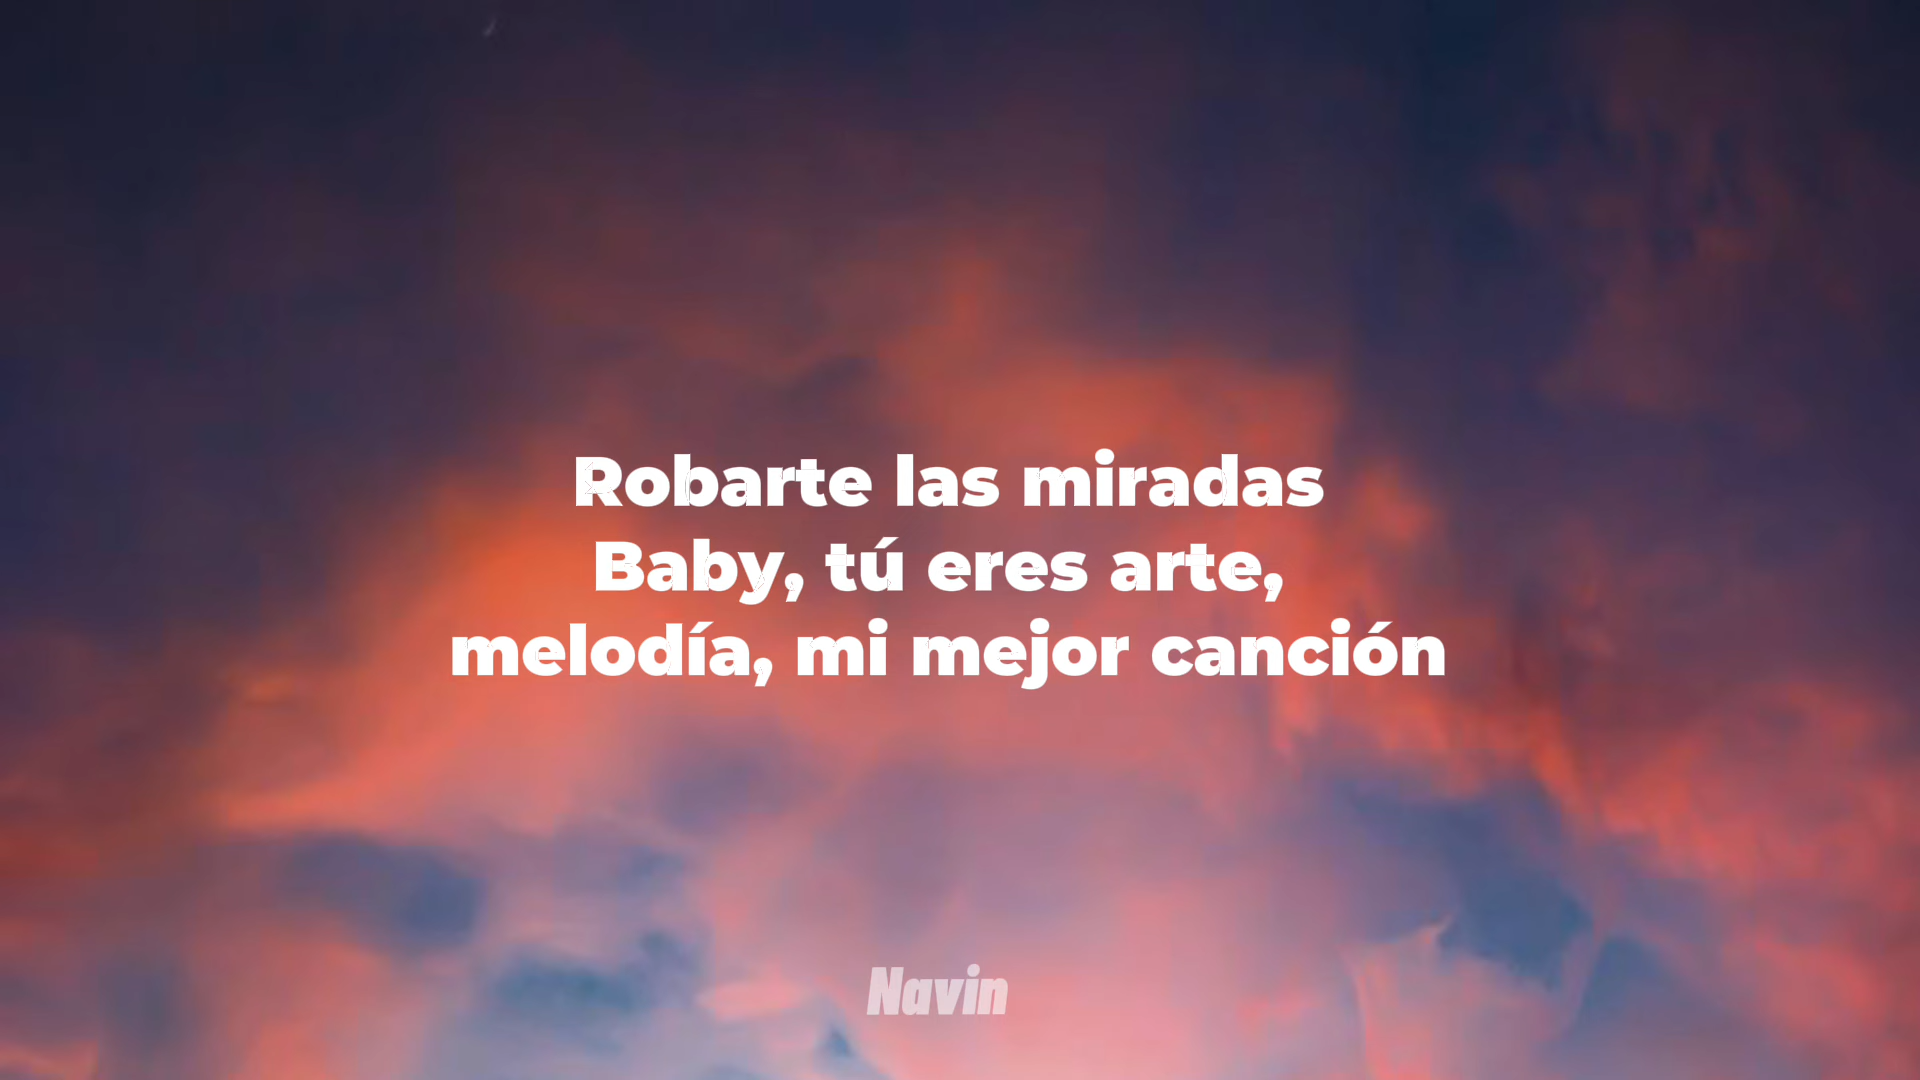 Robarte las miradas
Baby, tú eres arte,
melodía, mi mejor canción
Navin